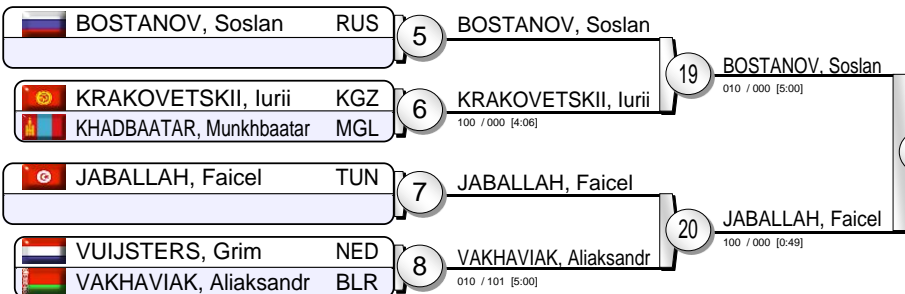 BOSTANOV, Soslan RUS
5
BOSTANOV, Soslan
KRAKOVETSKII, Iurii KGZ
KHADBAATAR, Munkhbaatar MGL
6
KRAKOVETSKII, Iurii
100 / 000 [4:06]
19
BOSTANOV, Soslan
010 / 000 [5:00]
JABALLAH, Faicel TUN
7
JABALLAH, Faicel
VUIJSTERS, Grim NED
VAKHAVIAK, Aliaksandr BLR
8
VAKHAVIAK, Aliaksandr
010 / 101 [5:00]
20
JABALLAH, Faicel
100 / 000 [0:49]